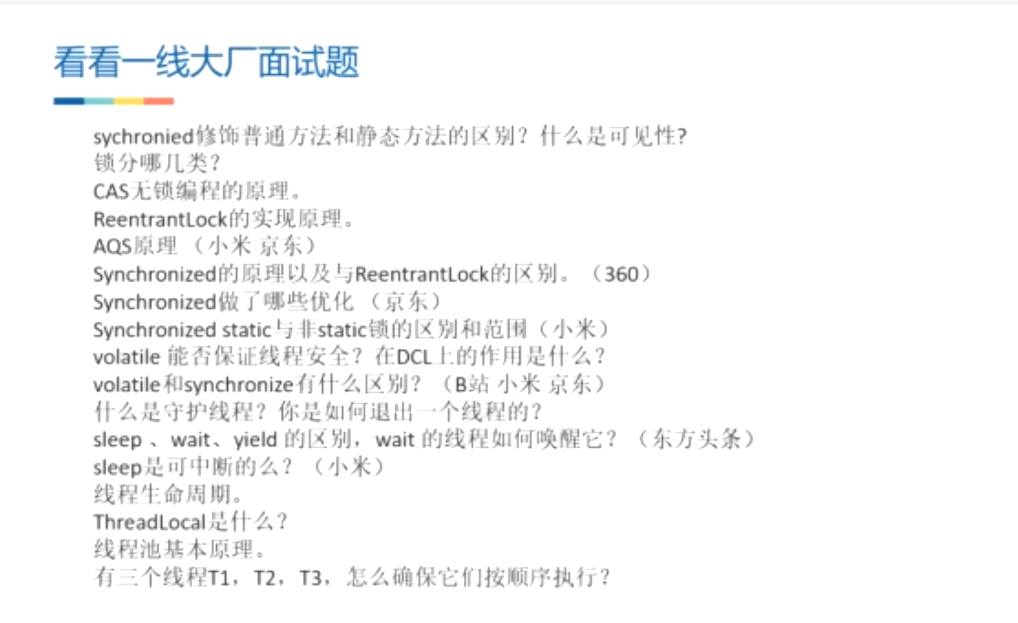 看看一线大厂面试题
sychronied修饰普通方法和静态方法的区别？什么是可见性?
锁分哪几类？
CAS无锁编程的原理。
ReentrantLock的实现原理。
AQS原理 （小米 京东）
Synchronized的原理以及与ReentrantLock的区别。（360）
Synchronized做了哪些优化 （京东）
Synchronized static与非static锁的区别和范围（小米）
volatile 能否保证线程安全？在DCL上的作用是什么？
volatile和synchronize有什么区别？（B站 小米 京东）
什么是守护线程？你是如何退出一个线程的？
sleep 、wait、yield 的区别，wait 的线程如何唤醒它？（东方头条）
sleep是可中断的么？（小米）
线程生命周期。
ThreadLocal是什么？
线程池基本原理。
有三个线程T1，T2，T3，怎么确保它们按顺序执行？